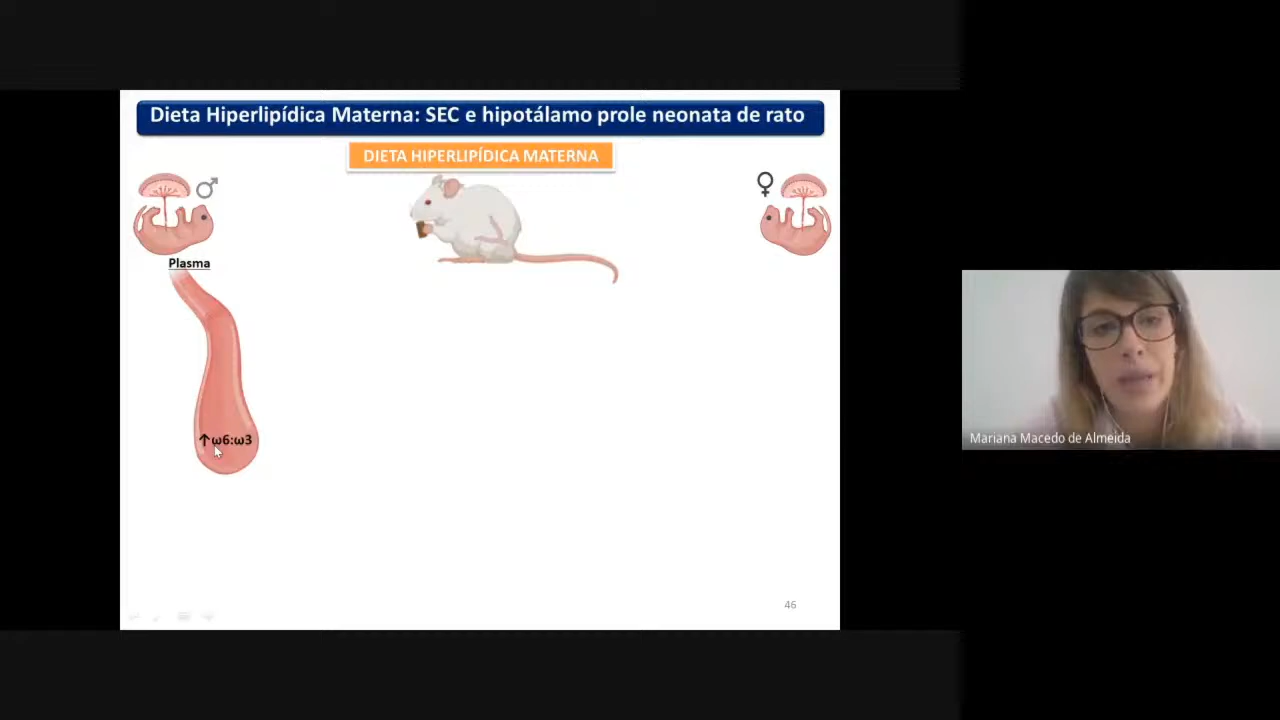 Dieta Hiperlipídica Materna: SEC e hipotálamo prole neonata de rato
DIETA HIPERLIPÍDICA MATERNA
♂
♀
Plasma
↑ω6:ω3
46
Mariana Macedo de Almeida